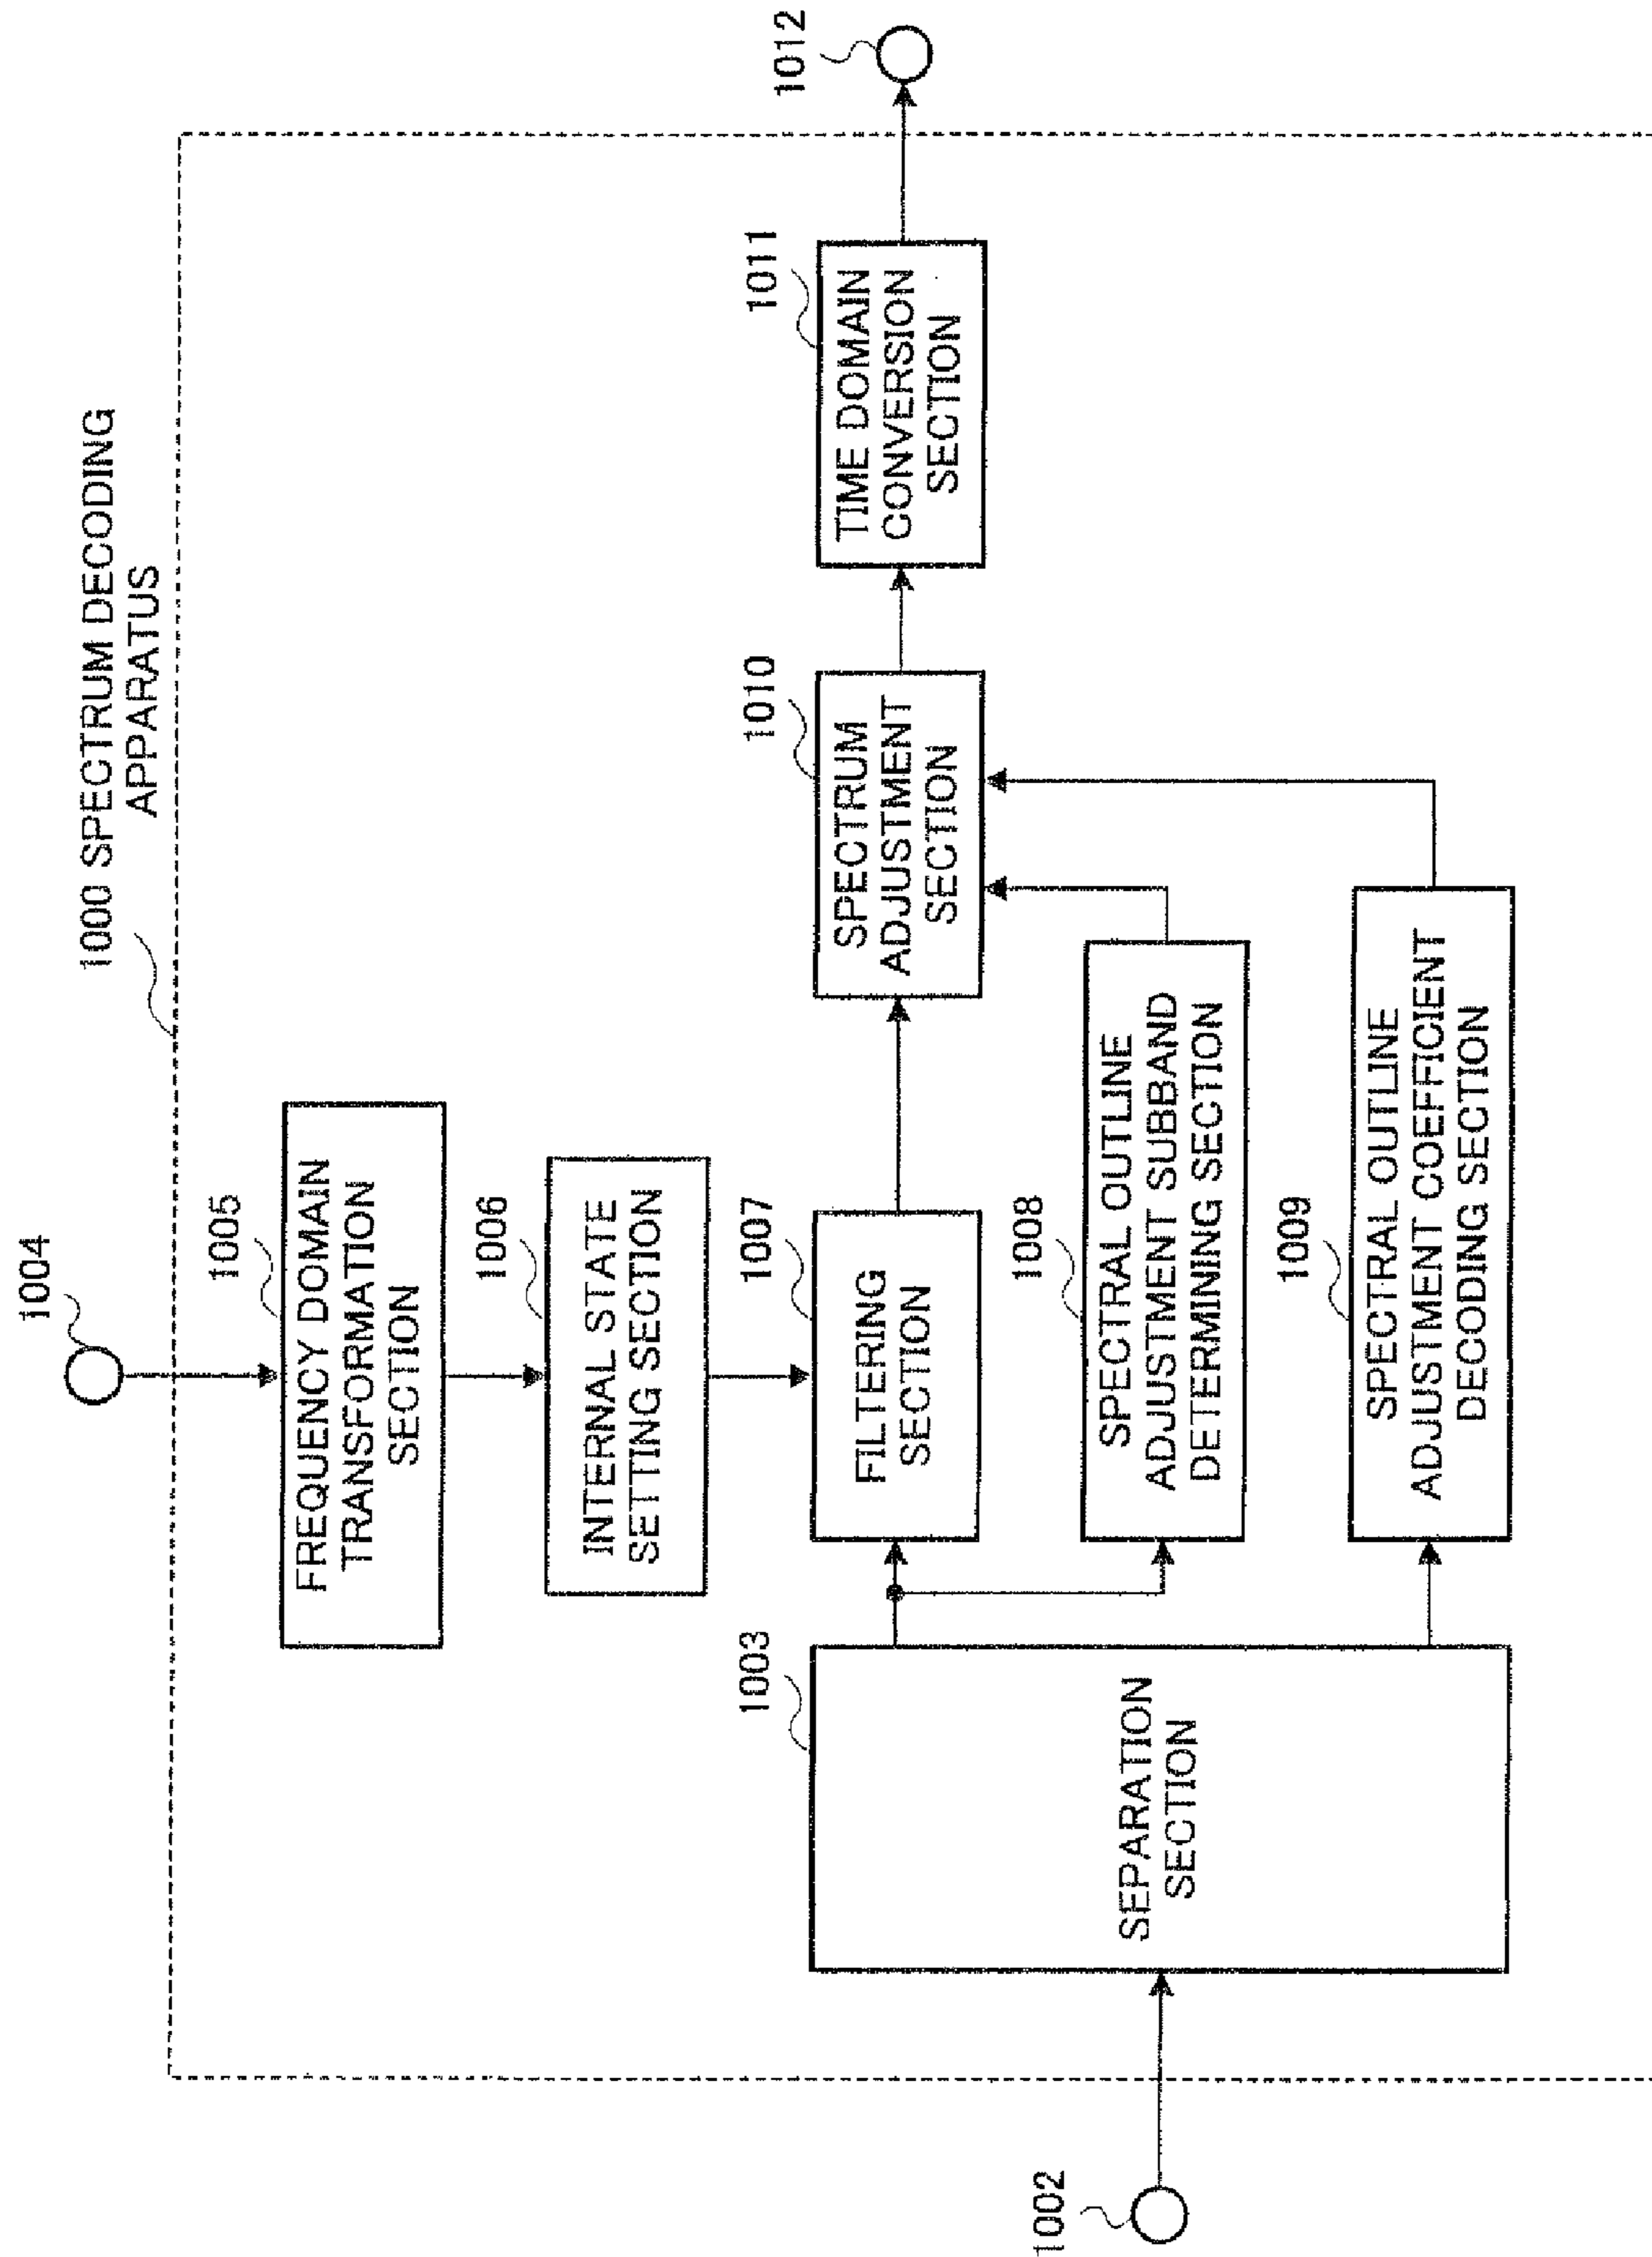 1000 SPECTRUM DECODING
APPARATUS
1004
1005
FREQUENCY DOMAIN
TRANSFORMATION
SECTION
1006
INTERNAL STATE
SETTING SECTION
1002
1003
SEPARATION
SECTION
1007
FILTERING
SECTION
1008
SPECTRAL OUTLINE
ADJUSTMENT SUBBAND
DETERMINING SECTION
1009
SPECTRAL OUTLINE
ADJUSTMENT COEFFICIENT
DECODING SECTION
1010
SPECTRUM
ADJUSTMENT
SECTION
1011
TIME DOMAIN
CONVERSION
SECTION
1012